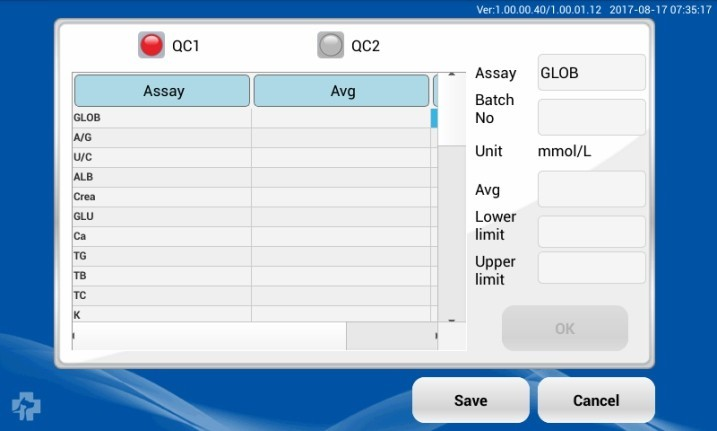 Ver:1.00.00.40/1.00.01.12 2017-08-17 07:35:17
QC1 QC2
Assay Avg
GLOB
A/G
U/C
ALB
Crea
GLU
Ca
TG
TB
TC
K
Assay GLOB
Batch
No
Unit mmol/L
Avg
Lower
limit
Upper
limit
OK
Save Cancel